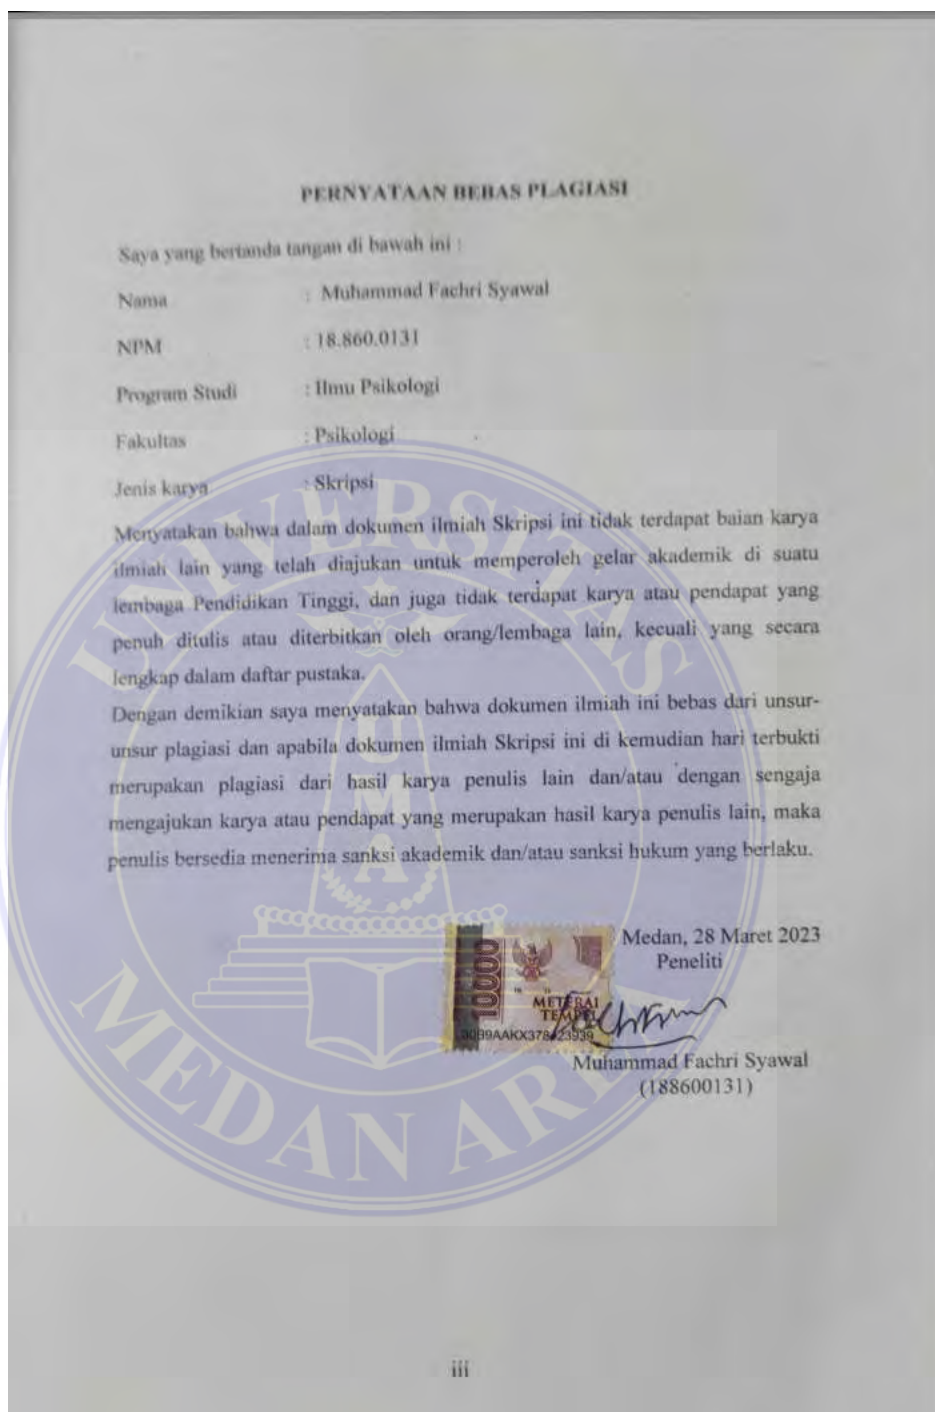 PERNYATAAN BEBAS PLAGIASI
Saya yang bertanda tangan di bawah ini :
Nama : Muhammad Fachri Syawal
NPM : 18.860.0131
Program Studi : Ilmu Psikologi
Fakultas : Psikologi
Jenis karya : Skripsi
Menyatakan bahwa dalam dokumen ilmiah Skripsi ini tidak terdapat baian karya
ilmiah lain yang telah diajukan untuk memperoleh gelar akademik di suatu
lembaga Pendidikan Tinggi, dan juga tidak terdapat karya atau pendapat yang
penuh ditulis atau diterbitkan oleh orang/lembaga lain, kecuali yang secara
lengkap dalam daftar pustaka.
Dengan demikian saya menyatakan bahwa dokumen ilmiah ini bebas dari unsur-
unsur plagiasi dan apabila dokumen ilmiah Skripsi ini di kemudian hari terbukti
merupakan plagiasi dari hasil karya penulis lain dan/atau dengan sengaja
mengajukan karya atau pendapat yang merupakan hasil karya penulis lain, maka
penulis bersedia menerima sanksi akademik dan/atau sanksi hukum yang berlaku.
Medan, 28 Maret 2023
Peneliti
10000
METERAI
TEMPEL
Muhammad Fachri Syawal
(188600131)
UNIVERSITAS
UMA
MEDAN AREA
iii